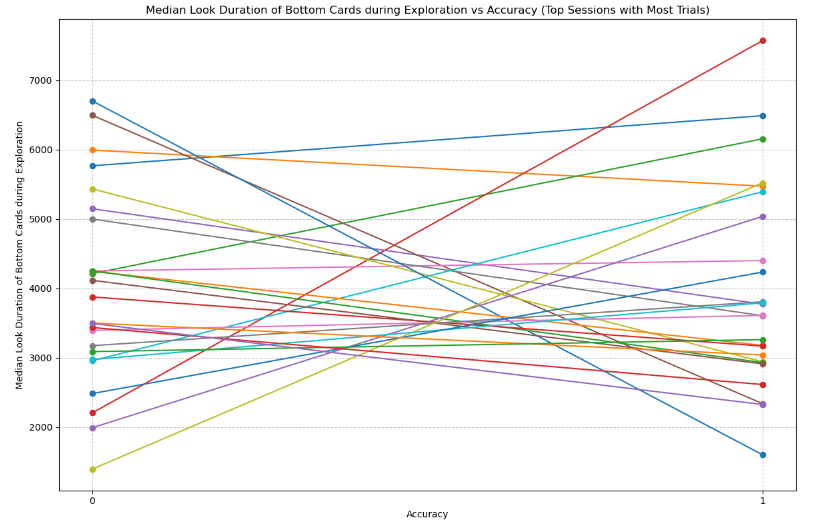 Median Look Duration of Bottom Cards during Exploration vs Accuracy (Top Sessions with Most Trials)
Median Look Duration of Bottom Cards during Exploration
7000
6000
5000
4000
3000
2000
0
1
Accuracy